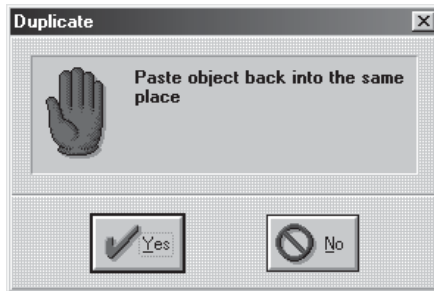 Duplicate
Paste object back into the same
place
Yes
No